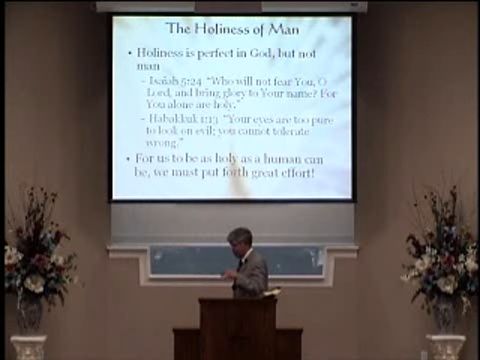 The Holiness of Man
• Holiness is perfect in God, but not
man
– Isaiah 5:24 "Who will not fear You, O
Lord, and bring glory to Your name? For
You alone are holy."
– Habakkuk 1:13 "Your eyes are too pure
to look on evil; you cannot tolerate
wrong."
• For us to be as holy as a human can
be, we must put forth great effort!